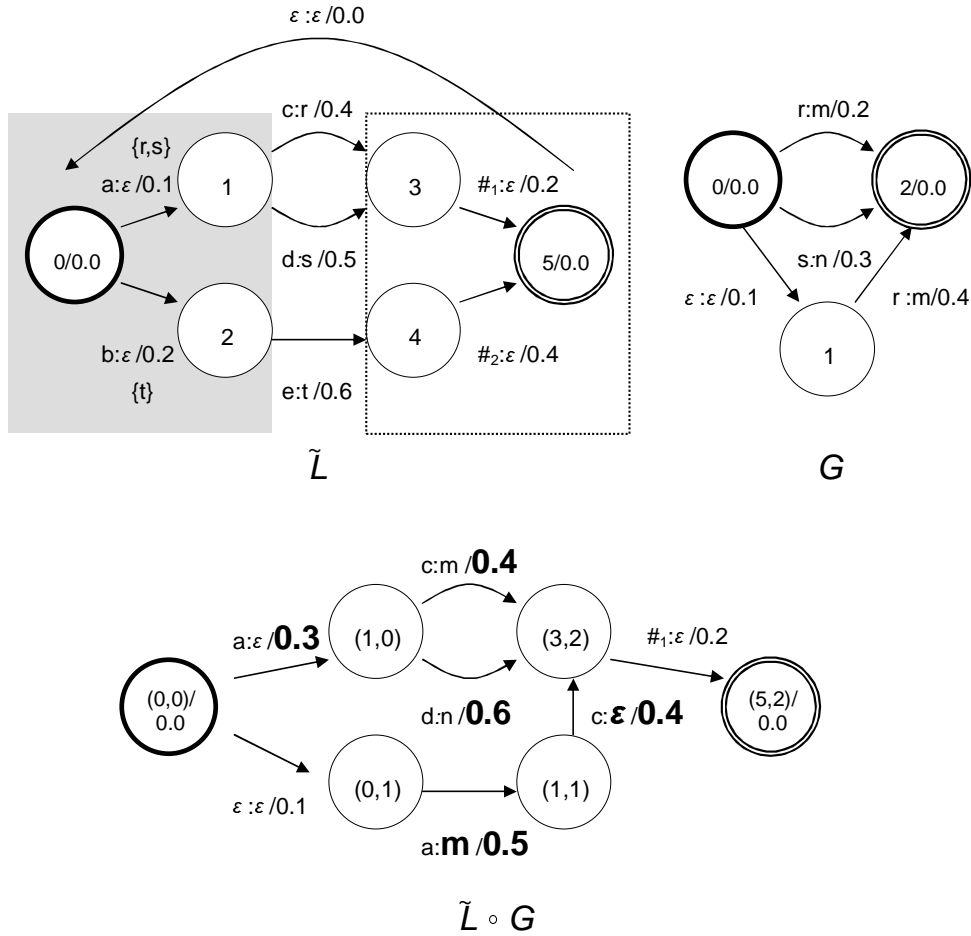 ε :ε /0.0
c:r /0.4
{r,s}
a:ε /0.1
1
3
#₁:ε /0.2
0/0.0
5/0.0
d:s /0.5
2
4
b:ε /0.2
{t}
e:t /0.6
#₂:ε /0.4
L̃
r:m/0.2
0/0.0
2/0.0
s:n /0.3
ε :ε /0.1
r :m/0.4
1
G
c:m /0.4
a:ε /0.3
(1,0)
(3,2)
#₁:ε /0.2
(0,0)/
0.0
(5,2)/
0.0
d:n /0.6
c:ε /0.4
ε :ε /0.1
(0,1)
(1,1)
a:m /0.5
L̃ ∘ G